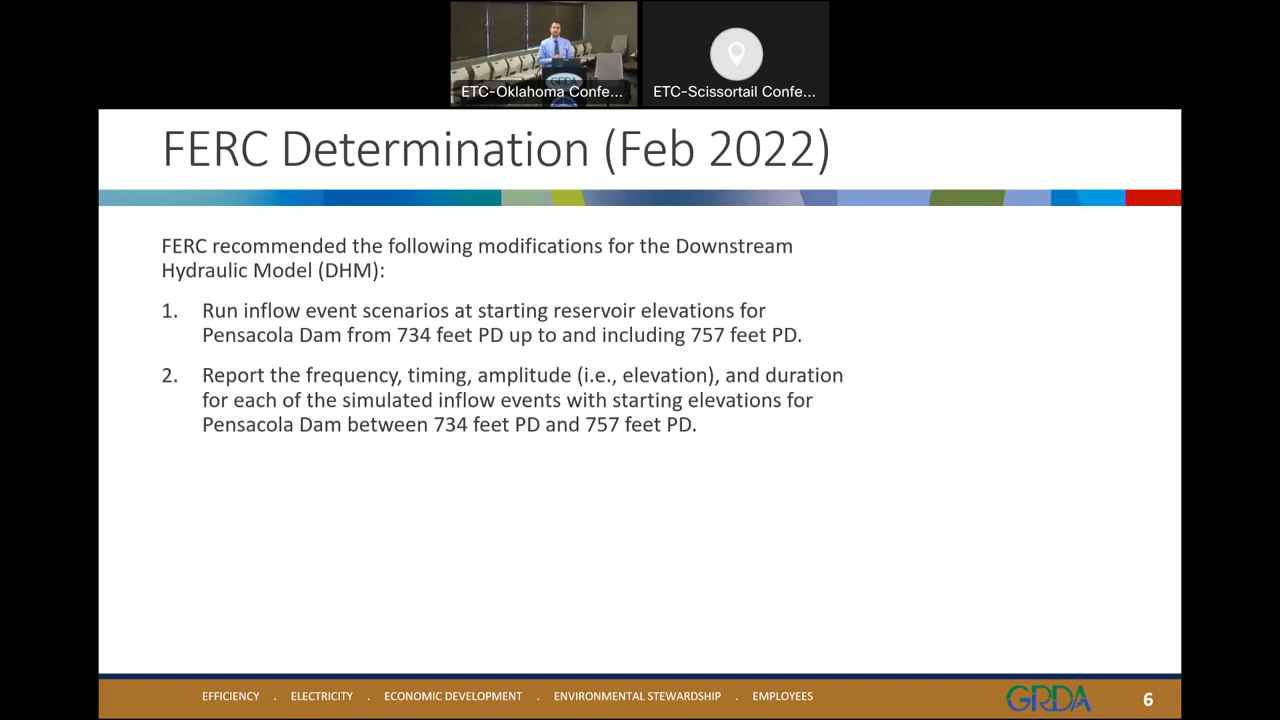 GRDA
ETC-Oklahoma Confe...
ETC-Scissortail Confe...
FERC Determination (Feb 2022)
FERC recommended the following modifications for the Downstream
Hydraulic Model (DHM):
1. Run inflow event scenarios at starting reservoir elevations for
Pensacola Dam from 734 feet PD up to and including 757 feet PD.
2. Report the frequency, timing, amplitude (i.e., elevation), and duration
for each of the simulated inflow events with starting elevations for
Pensacola Dam between 734 feet PD and 757 feet PD.
EFFICIENCY . ELECTRICITY . ECONOMIC DEVELOPMENT . ENVIRONMENTAL STEWARDSHIP . EMPLOYEES
GRDA
6